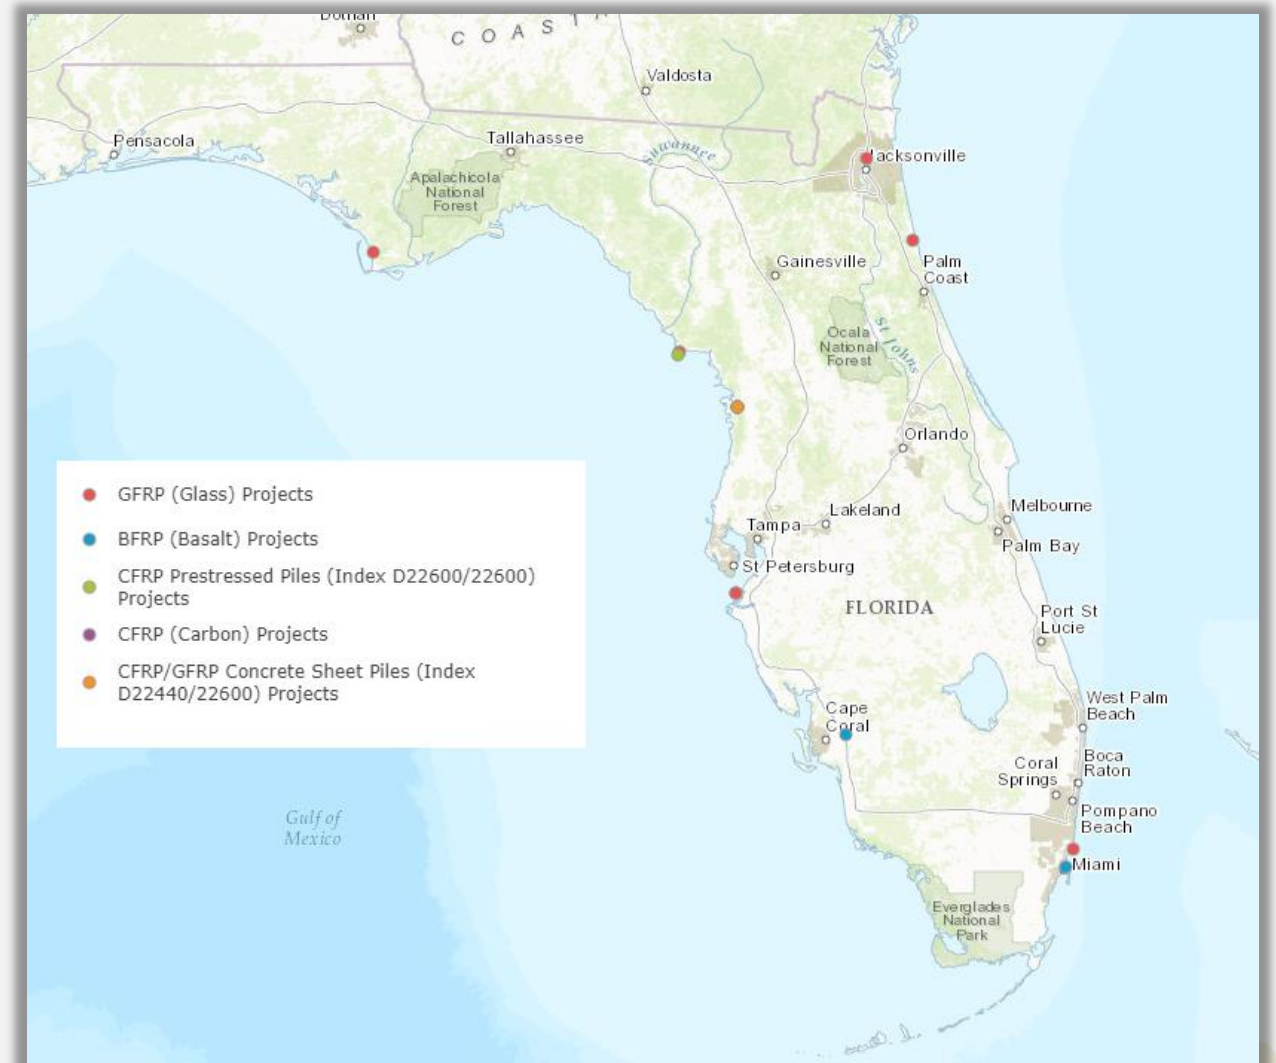 Dothan
COASTA
Valdosta
Pensacola
Tallahassee
Suwannee
Jacksonville
Apalachicola
National
Forest
Gainesville
Palm
Coast
Ocala
National
Forest
St Johns
Orlando
GFRP (Glass) Projects
BFRP (Basalt) Projects
CFRP Prestressed Piles (Index D22600/22600)
Projects
CFRP (Carbon) Projects
CFRP/GFRP Concrete Sheet Piles (Index
D22440/22600) Projects
Lakeland
Melbourne
Tampa
Palm Bay
St Petersburg
FLORIDA
Port St
Lucie
West Palm
Beach
Cape
Coral
Boca
Raton
Coral
Springs
Gulf of
Mexico
Pompano
Beach
Miami
Everglades
National
Park